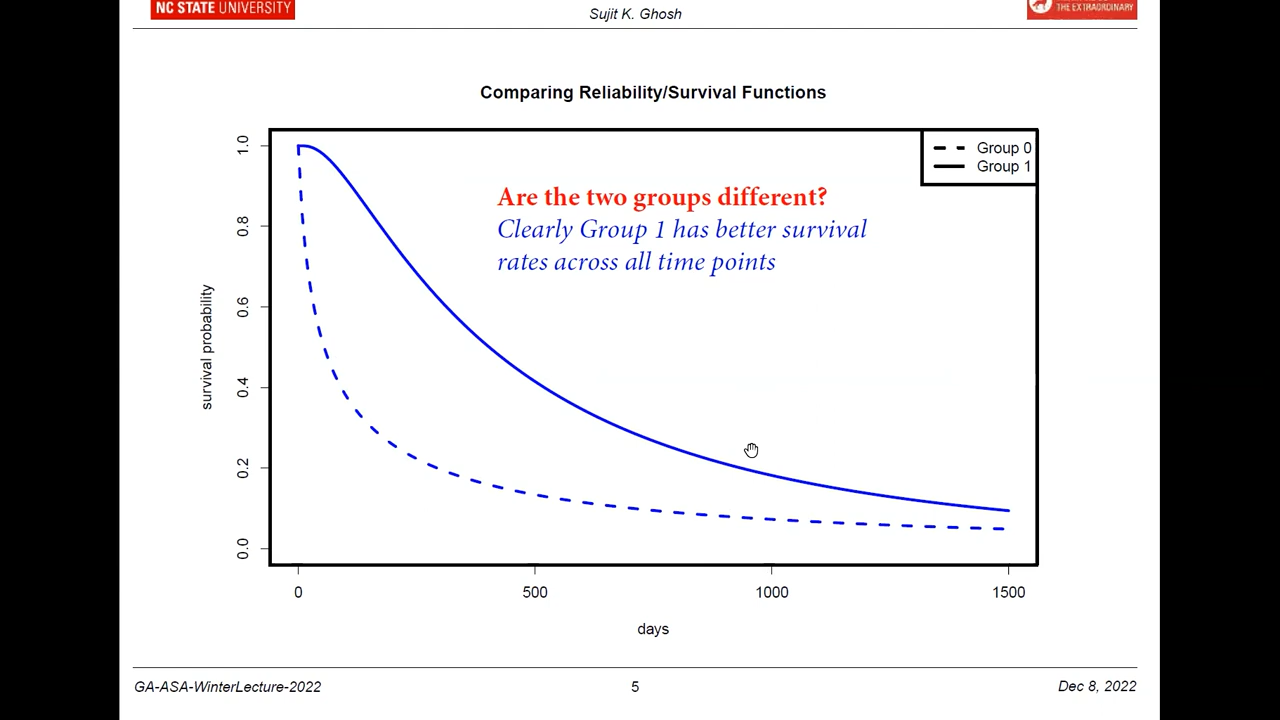 NC STATE UNIVERSITY
Sujit K. Ghosh
THE EXTRAORDINARY
Comparing Reliability/Survival Functions
Group 0
Group 1
Are the two groups different?
Clearly Group 1 has better survival
rates across all time points
survival probability
1.0
0.8
0.6
0.4
0.2
0.0
0
500
1000
1500
days
GA-ASA-WinterLecture-2022
5
Dec 8, 2022